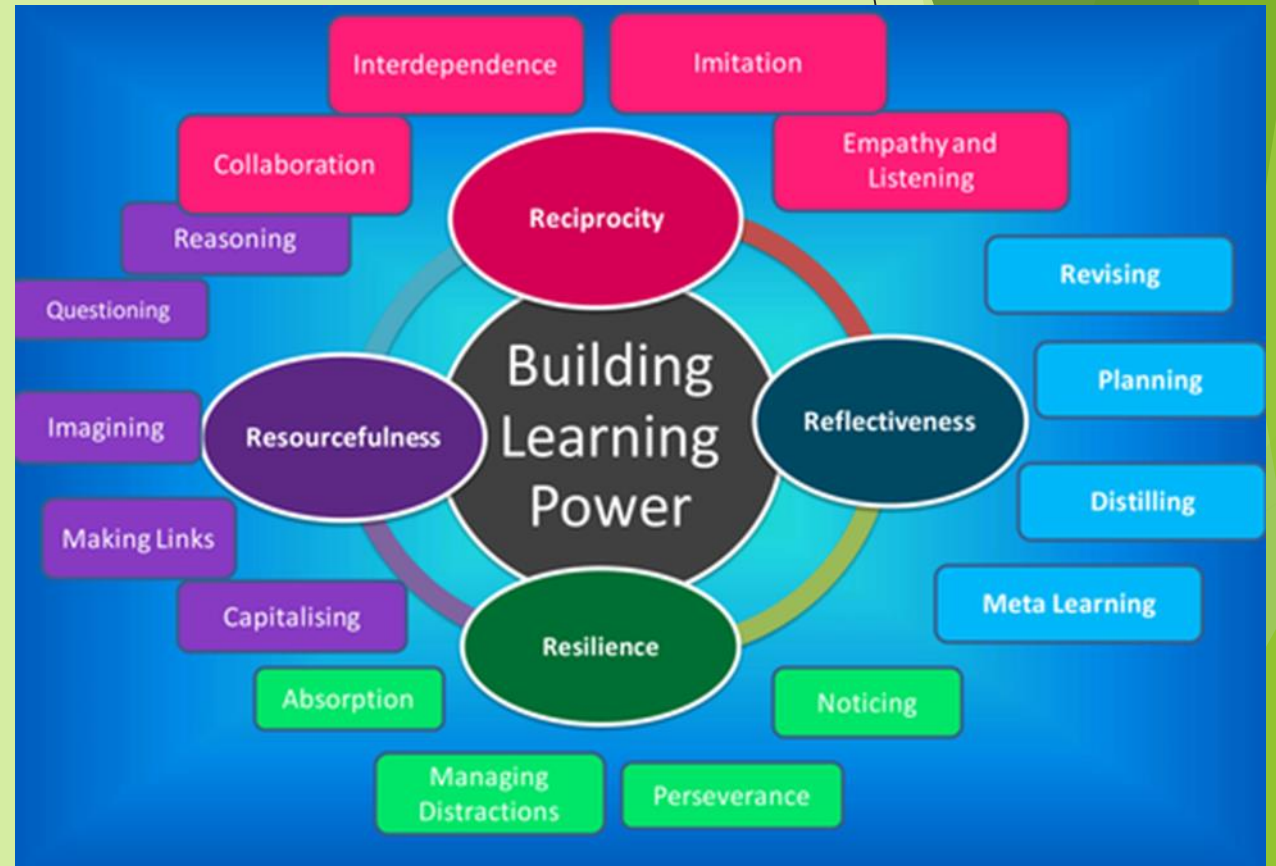 Interdependence
Imitation
Collaboration
Empathy and
Listening
Reciprocity
Reasoning
Questioning
Imagining
Making Links
Capitalising
Resourcefulness
Building
Learning
Power
Reflectiveness
Revising
Planning
Distilling
Meta Learning
Resilience
Absorption
Managing
Distractions
Perseverance
Noticing